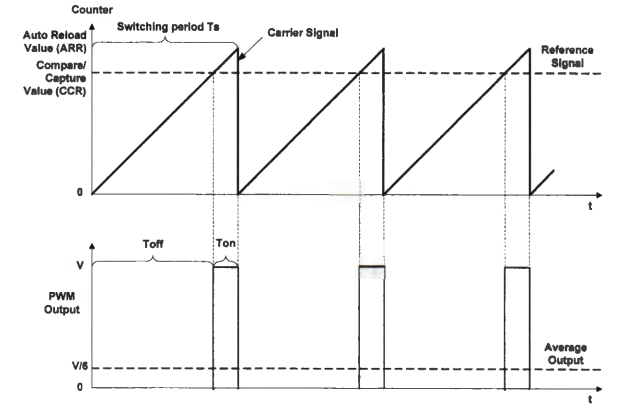 Counter
Switching period Ts
Auto Reload
Value (ARR)
Carrier Signal
Reference
Signal
Compare/
Capture
Value (CCR)
0
t
Toff
Ton
V
PWM
Output
Average
Output
V/6
0
t